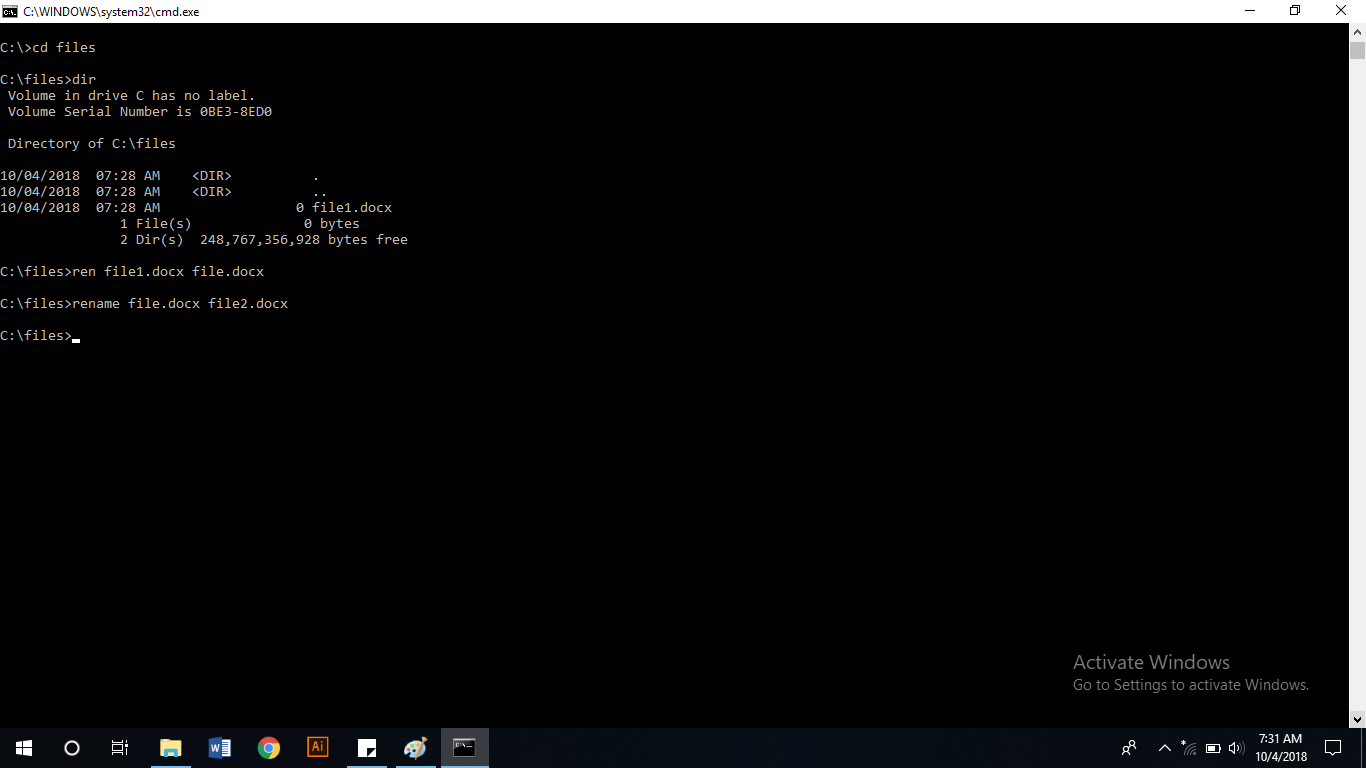 C:\WINDOWS\system32\cmd.exe
C:\>cd files
C:\files>dir
 Volume in drive C has no label.
 Volume Serial Number is 0BE3-8ED0
 Directory of C:\files
10/04/2018  07:28 AM    <DIR>          .
10/04/2018  07:28 AM    <DIR>          ..
10/04/2018  07:28 AM                 0 file1.docx
               1 File(s)              0 bytes
               2 Dir(s)  248,767,356,928 bytes free
C:\files>ren file1.docx file.docx
C:\files>rename file.docx file2.docx
C:\files>
Activate Windows
Go to Settings to activate Windows.
Ai
7:31 AM
10/4/2018